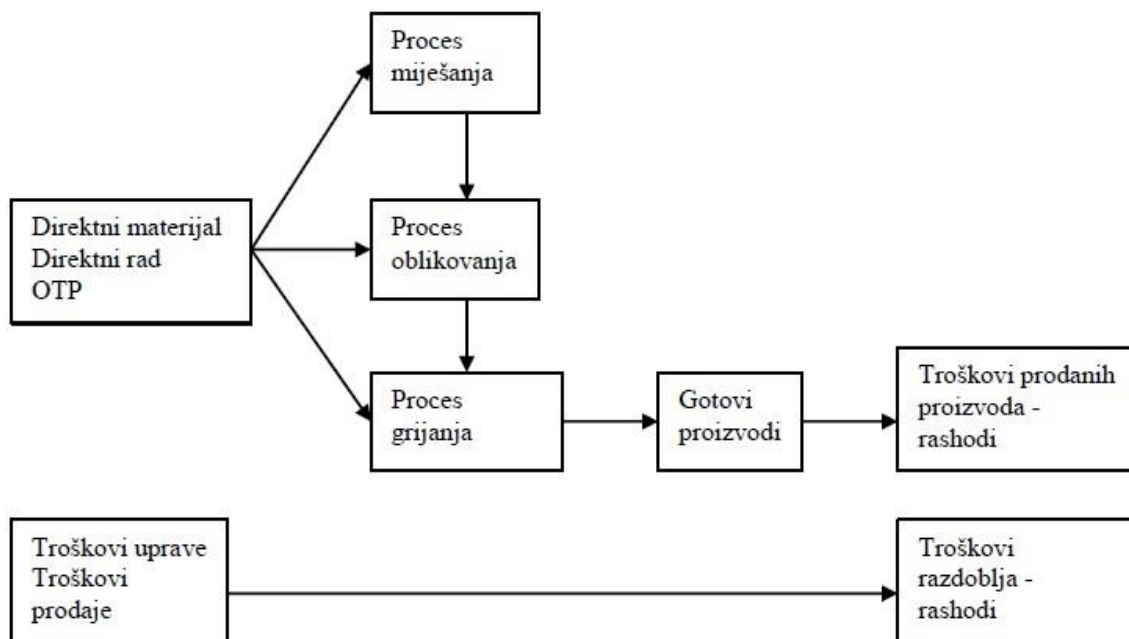 Proces
miješanja
Direktni materijal
Direktni rad
OTP
Proces
oblikovanja
Proces
grijanja
Gotovi
proizvodi
Troškovi prodanih
proizvoda -
rashodi
Troškovi uprave
Troškovi
prodaje
Troškovi
razdoblja -
rashodi